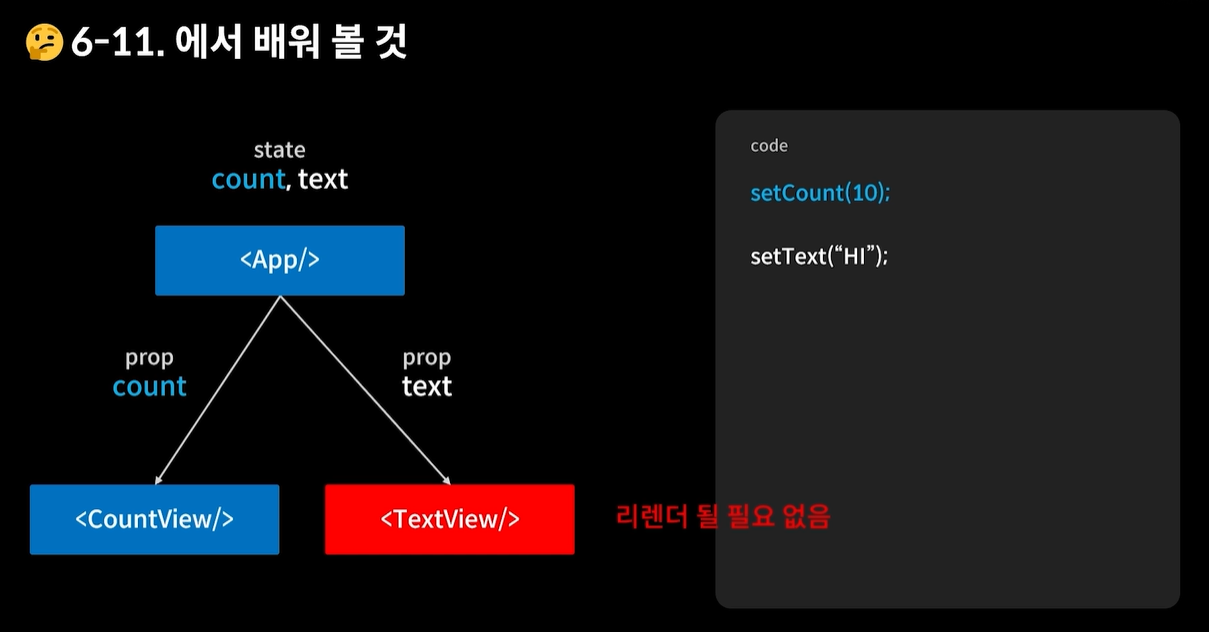 🤔6-11. 에서 배워 볼 것
state
count, text
<App/>
prop
count
prop
text
<CountView/>
<TextView/>
리렌더 될 필요 없음
code
setCount(10);
setText(“HI”);